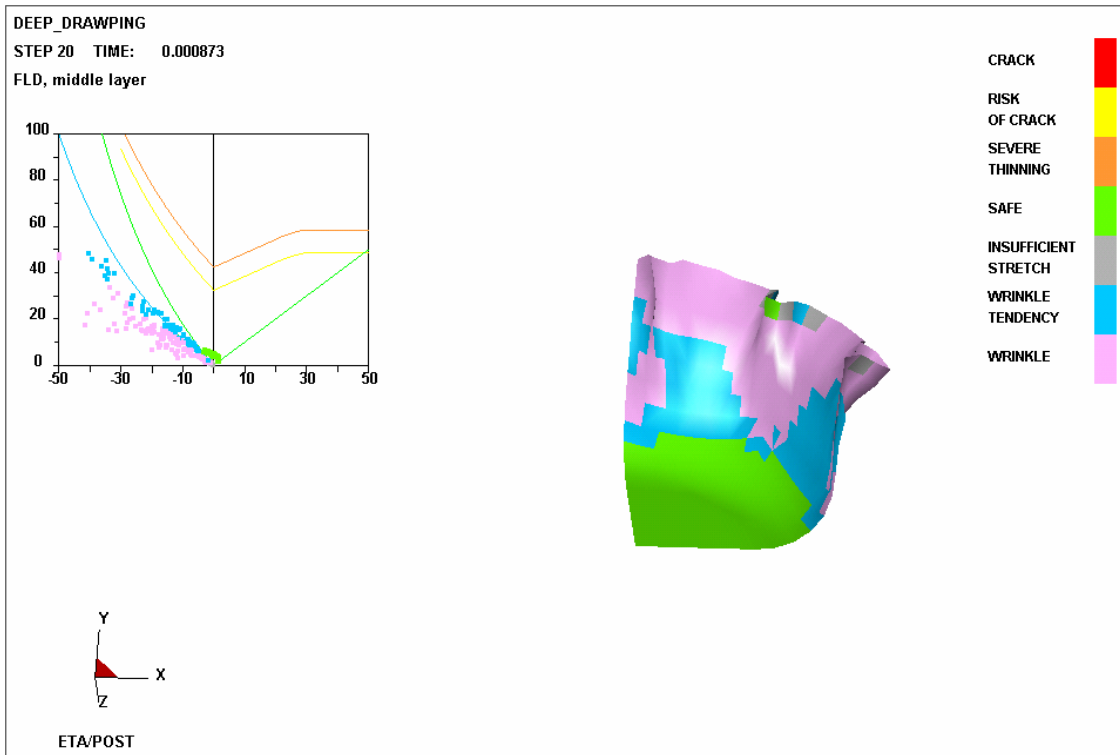 DEEP_DRAWPING
STEP 20 TIME: 0.000873
FLD, middle layer
100
80
60
40
20
0
-50 -30 -10 10 30 50
CRACK
RISK
OF CRACK
SEVERE
THINNING
SAFE
INSUFFICIENT
STRETCH
WRINKLE
TENDENCY
WRINKLE
Y
X
Z
ETA/POST